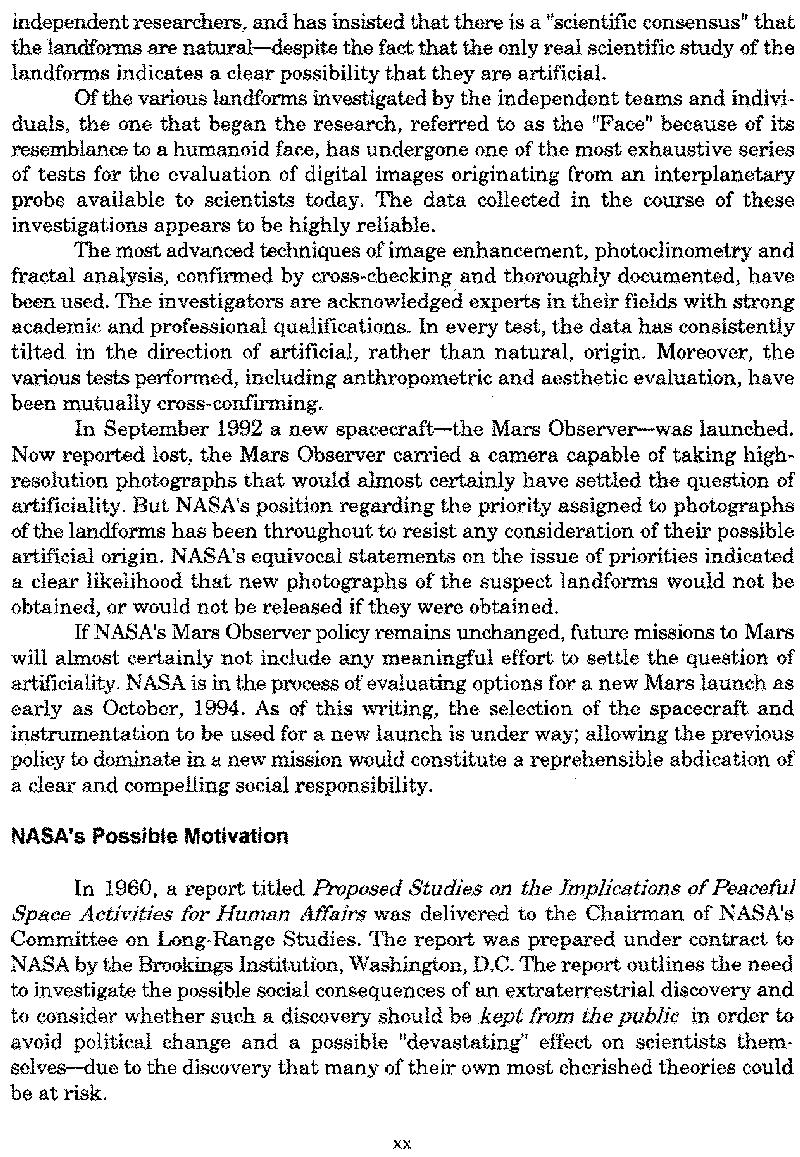 independent researchers, and has insisted that there is a "scientific consensus" that
the landforms are natural—despite the fact that the only real scientific study of the
landforms indicates a clear possibility that they are artificial.
Of the various landforms investigated by the independent teams and indivi-
duals, the one that began the research, referred to as the "Face" because of its
resemblance to a humanoid face, has undergone one of the most exhaustive series
of tests for the evaluation of digital images originating from an interplanetary
probe available to scientists today. The data collected in the course of these
investigations appears to be highly reliable.
The most advanced techniques of image enhancement, photoclinometry and
fractal analysis, confirmed by cross-checking and thoroughly documented, have
been used. The investigators are acknowledged experts in their fields with strong
academic and professional qualifications. In every test, the data has consistently
tilted in the direction of artificial, rather than natural, origin. Moreover, the
various tests performed, including anthropometric and aesthetic evaluation, have
been mutually cross-confirming.
In September 1992 a new spacecraft—the Mars Observer—was launched.
Now reported lost, the Mars Observer carried a camera capable of taking high-
resolution photographs that would almost certainly have settled the question of
artificiality. But NASA's position regarding the priority assigned to photographs
of the landforms has been throughout to resist any consideration of their possible
artificial origin. NASA's equivocal statements on the issue of priorities indicated
a clear likelihood that new photographs of the suspect landforms would not be
obtained, or would not be released if they were obtained.
If NASA's Mars Observer policy remains unchanged, future missions to Mars
will almost certainly not include any meaningful effort to settle the question of
artificiality. NASA is in the process of evaluating options for a new Mars launch as
early as October, 1994. As of this writing, the selection of the spacecraft and
instrumentation to be used for a new launch is under way; allowing the previous
policy to dominate in a new mission would constitute a reprehensible abdication of
a clear and compelling social responsibility.
NASA's Possible Motivation
In 1960, a report titled Proposed Studies on the Implications of Peaceful
Space Activities for Human Affairs was delivered to the Chairman of NASA's
Committee on Long-Range Studies. The report was prepared under contract to
NASA by the Brookings Institution, Washington, D.C. The report outlines the need
to investigate the possible social consequences of an extraterrestrial discovery and
to consider whether such a discovery should be kept from the public in order to
avoid political change and a possible "devastating" effect on scientists them-
selves—due to the discovery that many of their own most cherished theories could
be at risk.
xx